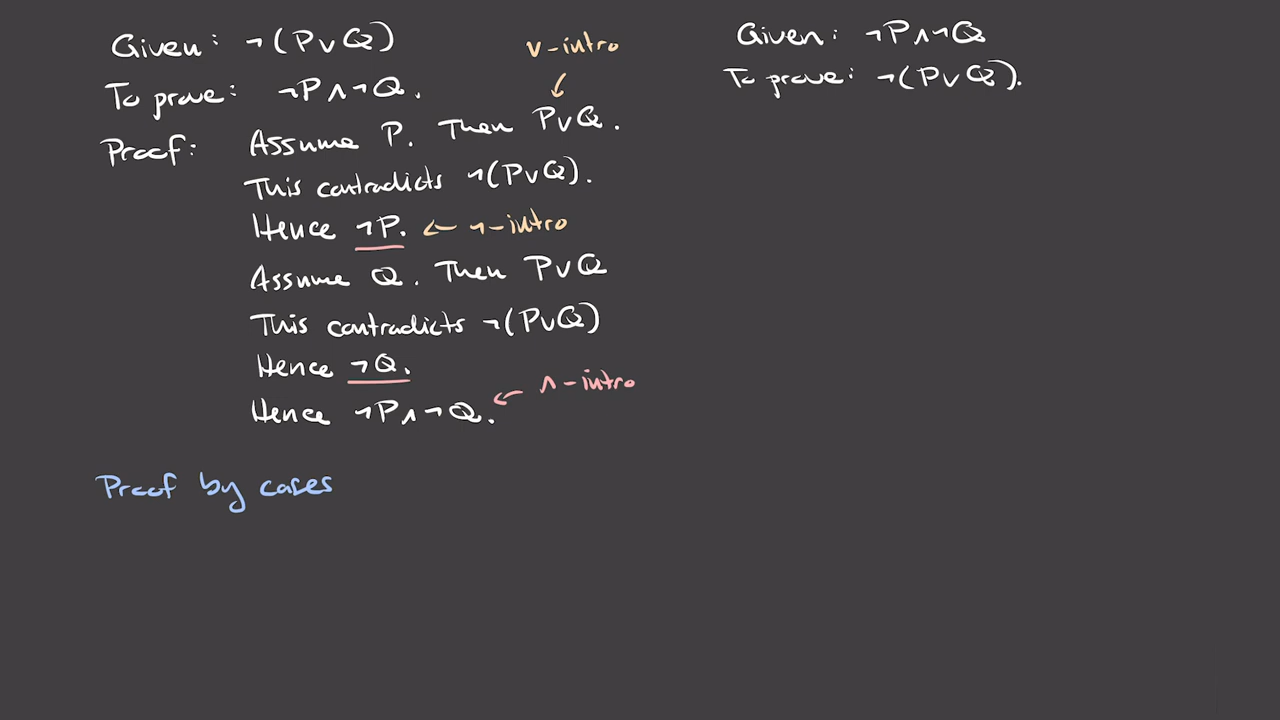 Given: ¬(P∨Q)
∨-intro
To prove: ¬P∧¬Q.
Proof: Assume P. Then P∨Q.
This contradicts ¬(P∨Q).
Hence ¬P. ← ¬-intro
Assume Q. Then P∨Q
This contradicts ¬(P∨Q)
Hence ¬Q.
Hence ¬P∧¬Q. ← ∧-intro
Proof by cases
Given: ¬P∧¬Q
To prove: ¬(P∨Q).